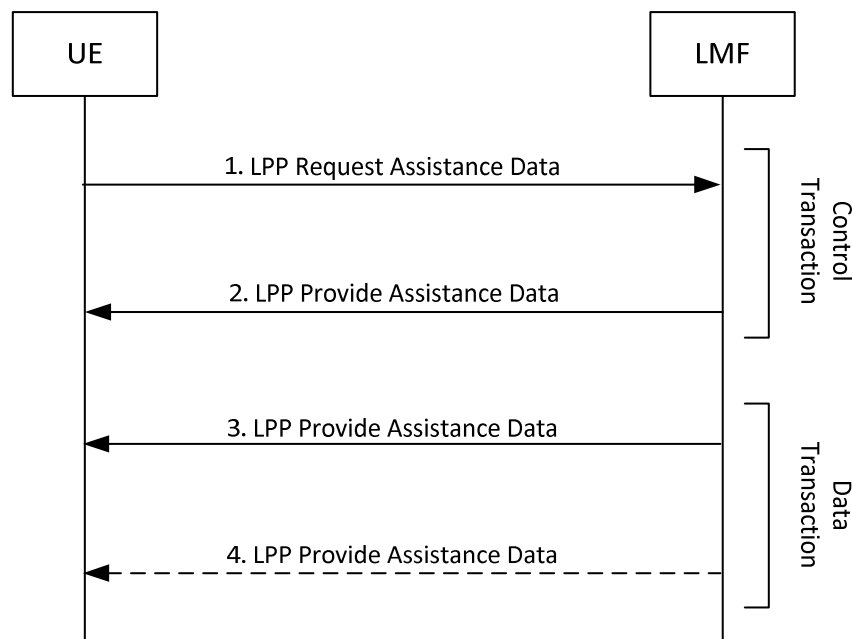 UE
LMF
1. LPP Request Assistance Data
2. LPP Provide Assistance Data
Control
Transaction
3. LPP Provide Assistance Data
4. LPP Provide Assistance Data
Data
Transaction